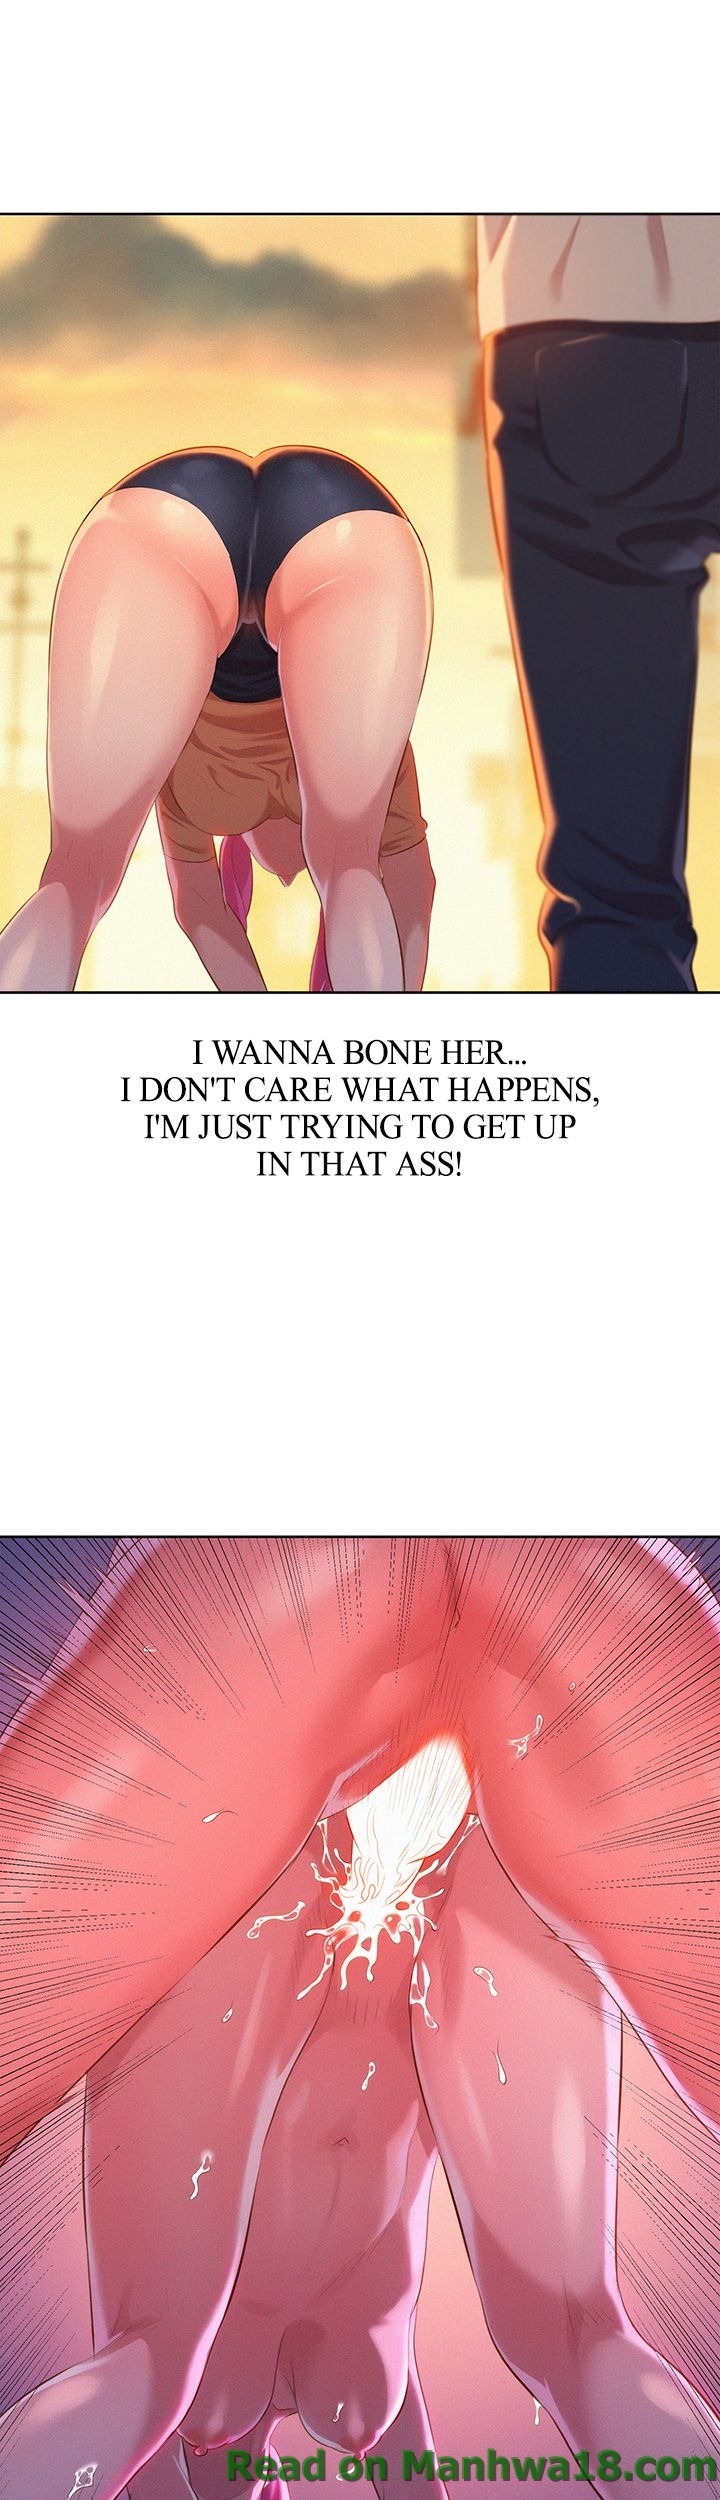 I WANNA BONE HER...
I DON'T CARE WHAT HAPPENS,
I'M JUST TRYING TO GET UP
IN THAT ASS!
Read on Manhwa18.com